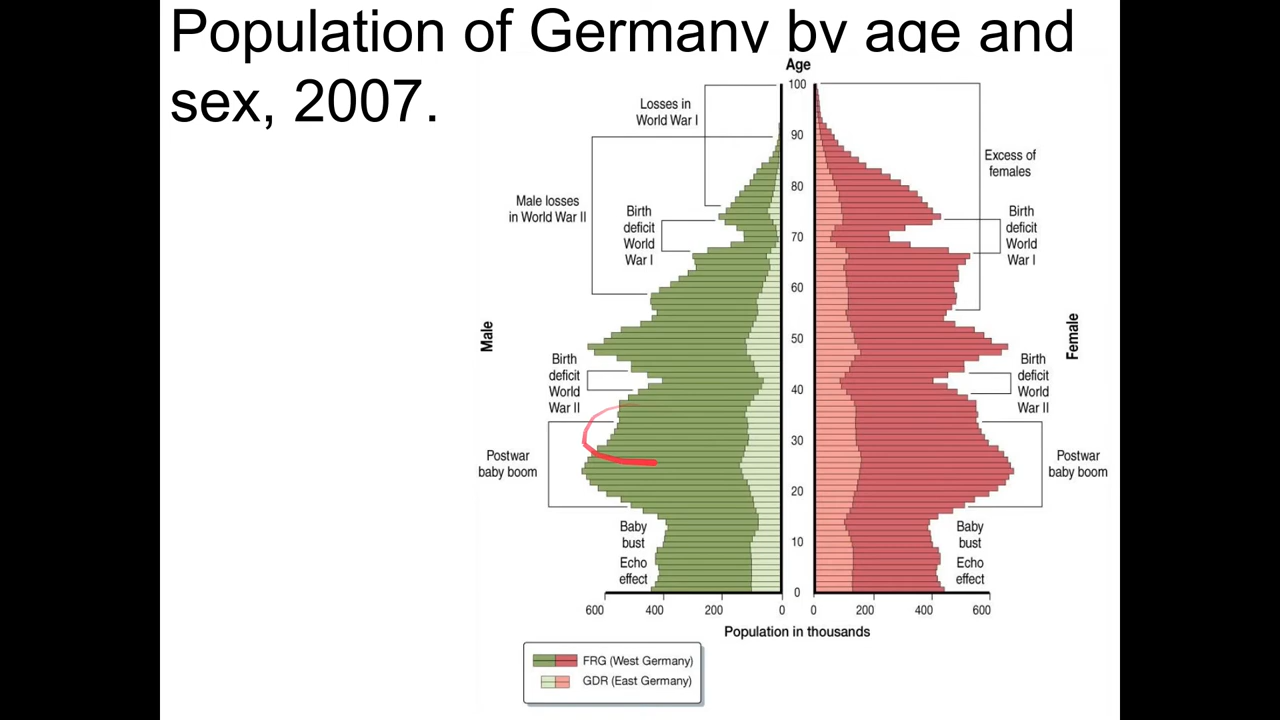 Population of Germany by age and
sex, 2007.
Age
100
90
80
70
60
50
40
30
20
10
0
Losses in
World War I
Male losses
in World War II
Birth
deficit
World
War I
Male
Birth
deficit
World
War II
Postwar
baby boom
Baby
bust
Echo
effect
Excess of
females
Birth
deficit
World
War I
Female
Birth
deficit
World
War II
Postwar
baby boom
Baby
bust
Echo
effect
600 400 200 0 0 200 400 600
Population in thousands
FRG (West Germany)
GDR (East Germany)